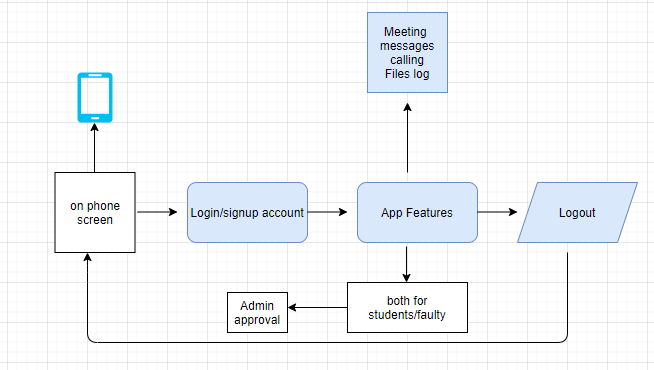 Meeting
messages
calling
Files log
on phone
screen
Login/signup account
App Features
Logout
both for
students/faulty
Admin
approval